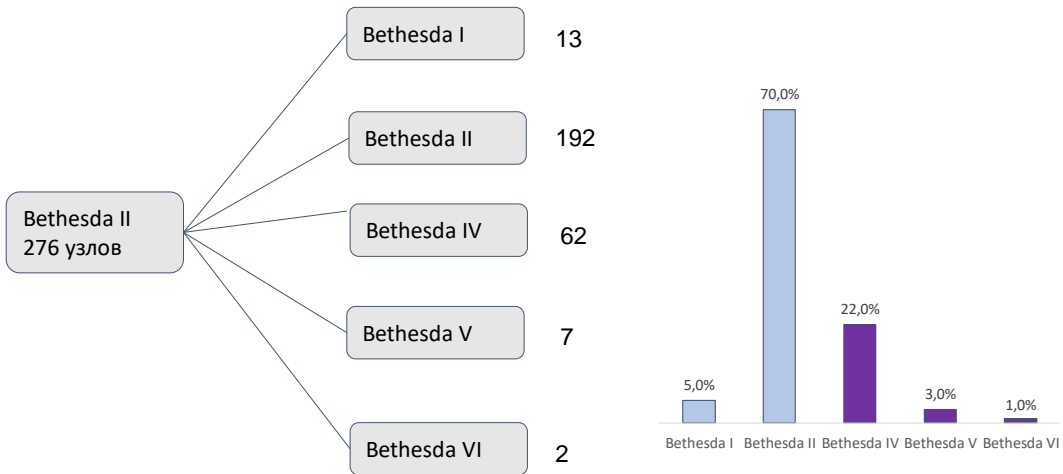 Bethesda I
13
Bethesda II
192
Bethesda II
276 узлов
Bethesda IV
62
Bethesda V
7
Bethesda VI
2
70,0%
22,0%
5,0%
3,0%
1,0%
Bethesda I
Bethesda II
Bethesda IV
Bethesda V
Bethesda VI